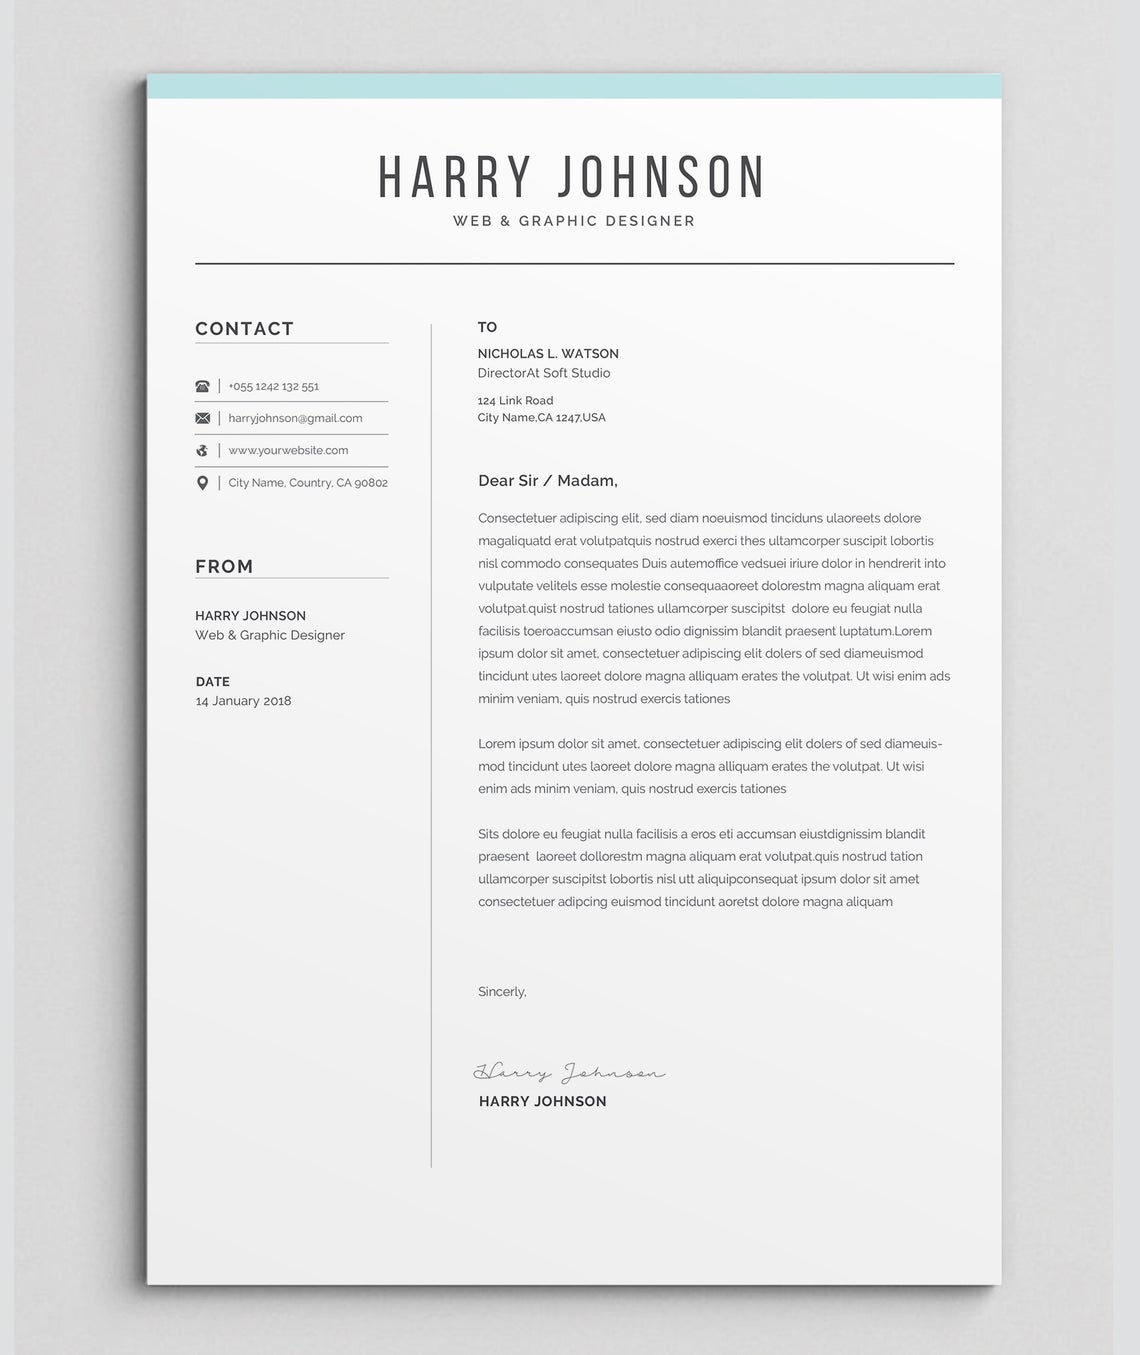 HARRY JOHNSON
WEB & GRAPHIC DESIGNER
CONTACT
+055 1242 132 551
harryjohnson@gmail.com
www.yourwebsite.com
City Name, Country, CA 90802
FROM
HARRY JOHNSON
Web & Graphic Designer
DATE
14 January 2018
TO
NICHOLAS L. WATSON
DirectorAt Soft Studio
124 Link Road
City Name,CA 1247,USA
Dear Sir / Madam,
Consectetuer adipiscing elit, sed diam noeuismod tinciduns ulaoreets dolore
magaliquatd erat volutpatquis nostrud exerci thes ultamcorper suscipit lobortis
nisl commodo consequates Duis autemoffice vedsuei iriure dolor in hendrerit into
vulputate velitels esse molestie consequaaoreet dolorestm magna aliquam erat
volutpat.quist nostrud tationes ullamcorper suscipitst  dolore eu feugiat nulla
facilisis toeroaccumsan eiusto odio dignissim blandit praesent luptatum.Lorem
ipsum dolor sit amet, consectetuer adipiscing elit dolers of sed diameuismod
tincidunt utes laoreet dolore magna alliquam erates the volutpat. Ut wisi enim ads
minim veniam, quis nostrud exercis tationes
Lorem ipsum dolor sit amet, consectetuer adipiscing elit dolers of sed diameuis-
mod tincidunt utes laoreet dolore magna alliquam erates the volutpat. Ut wisi
enim ads minim veniam, quis nostrud exercis tationes
Sits dolore eu feugiat nulla facilisis a eros eti accumsan eiustdignissim blandit
praesent  laoreet dollorestm magna aliquam erat volutpat.quis nostrud tation
ullamcorper suscipitst lobortis nisl utt aliquipconsequat ipsum dolor sit amet
consectetuer adipcing euismod tincidunt aoretst dolore magna aliquam
Sincerly,
Harry Johnson
HARRY JOHNSON